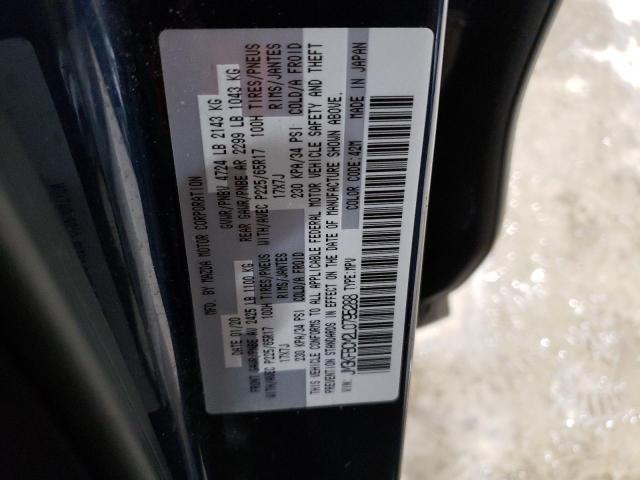 MFG. BY MAZDA MOTOR CORPORATION
DATE: 01/20 GVWR/PNBV 4724 LB 2143 KG
FRONT GAWR/PNBE AV 2425 LB 1100 KG REAR GAWR/PNBE AR 2299 LB 1043 KG
WITH/AVEC P225/65R17 100H TIRES/PNEUS WITH/AVEC P225/65R17 100H TIRES/PNEUS
17X7J RIMS/JANTES 17X7J RIMS/JANTES
230 KPA/34 PSI COLD/A FROID 230 KPA/34 PSI COLD/A FROID
THIS VEHICLE CONFORMS TO ALL APPLICABLE FEDERAL MOTOR VEHICLE SAFETY AND THEFT
PREVENTION STANDARDS IN EFFECT ON THE DATE OF MANUFACTURE SHOWN ABOVE.
VIN: TYPE:MPV COLOR CODE:42M MADE IN JAPAN